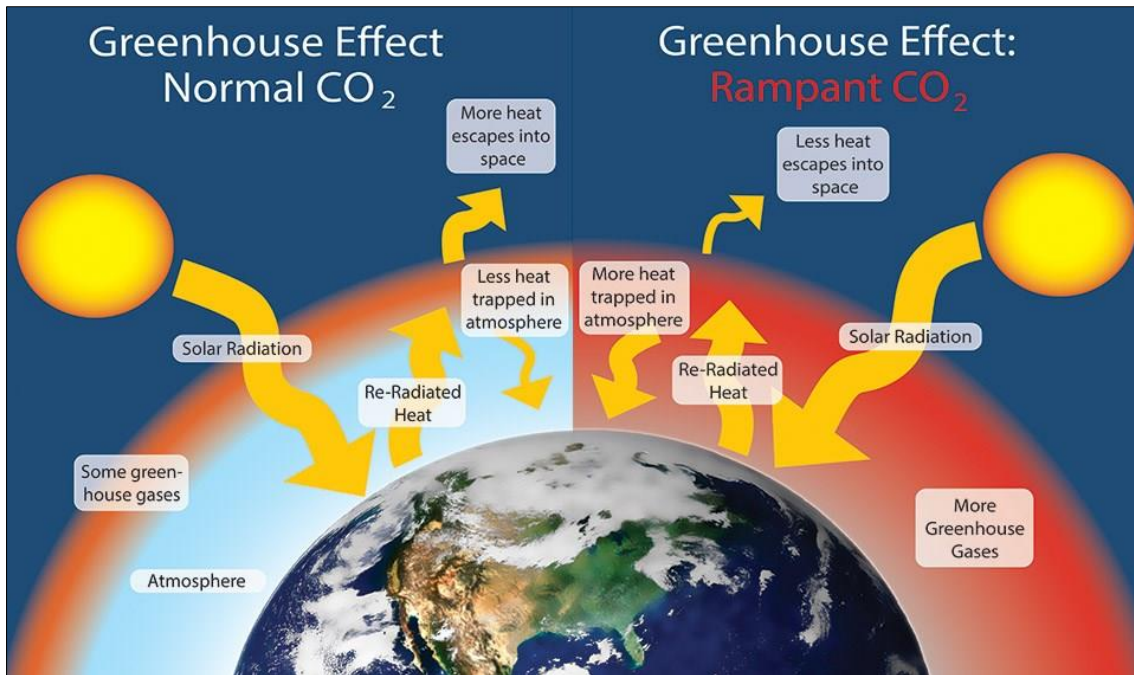 Greenhouse Effect
Normal CO₂
More heat
escapes into
space
Less heat
trapped in
atmosphere
Solar Radiation
Re-Radiated
Heat
Some green-
house gases
Atmosphere
Greenhouse Effect:
Rampant CO₂
Less heat
escapes into
space
More heat
trapped in
atmosphere
Solar Radiation
Re-Radiated
Heat
More
Greenhouse
Gases